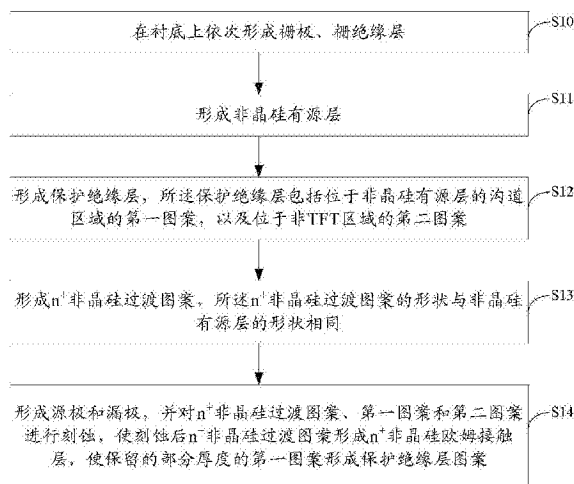 在衬底上依次形成栅极、栅绝缘层
S10
形成非晶硅有源层
S11
形成保护绝缘层，所述保护绝缘层包括位于非晶硅有源层的沟道
区域的第一图案，以及位于非TFT区域的第二图案
S12
形成n⁺非晶硅过渡图案，所述n⁺非晶硅过渡图案的形状与非晶硅
有源层的形状相同
S13
形成源极和漏极，并对n⁺非晶硅过渡图案、第一图案和第二图案
进行刻蚀，使刻蚀后n⁺非晶硅过渡图案形成n⁺非晶硅欧姆接触
层，使保留的部分厚度的第一图案形成保护绝缘层图案
S14